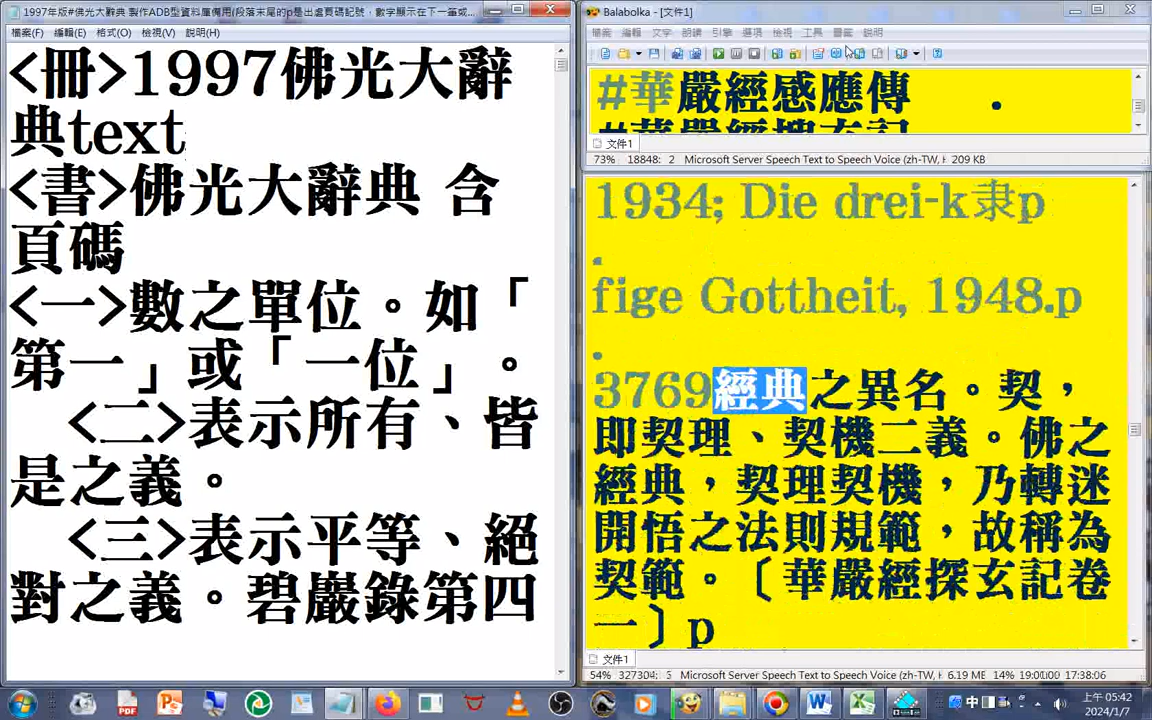 1997年版#佛光大辭典 製作ADB型資料庫備用(段落末尾的p是出處頁碼記號，數字顯示在下一筆或...
檔案(F) 編輯(E) 格式(O) 檢視(V) 說明(H)
<冊>1997佛光大辭
典text
<書>佛光大辭典 含
頁碼
<一>數之單位。如「
第一」或「一位」。
<二>表示所有、皆
是之義。
<三>表示平等、絕
對之義。碧巖錄第四
Balabolka - [文件1]
檔案 編輯 文字 朗讀 引擎 選項 檢視 工具 視窗 說明
#華嚴經感應傳 .
#華嚴經搜玄記
文件1
73% 18848: 2 Microsoft Server Speech Text to Speech Voice (zh-TW, H 209 KB
1934; Die drei-k隶p
.
fige Gottheit, 1948.p
.
3769經典之異名。契，
即契理、契機二義。佛之
經典，契理契機，乃轉迷
開悟之法則規範，故稱為
契範。〔華嚴經探玄記卷
一〕p
文件1
54% 327304: 5 Microsoft Server Speech Text to Speech Voice (zh-TW, H 6.19 MB 14% 19:00:00 17:38:06
中
上午 05:42
2024/1/7